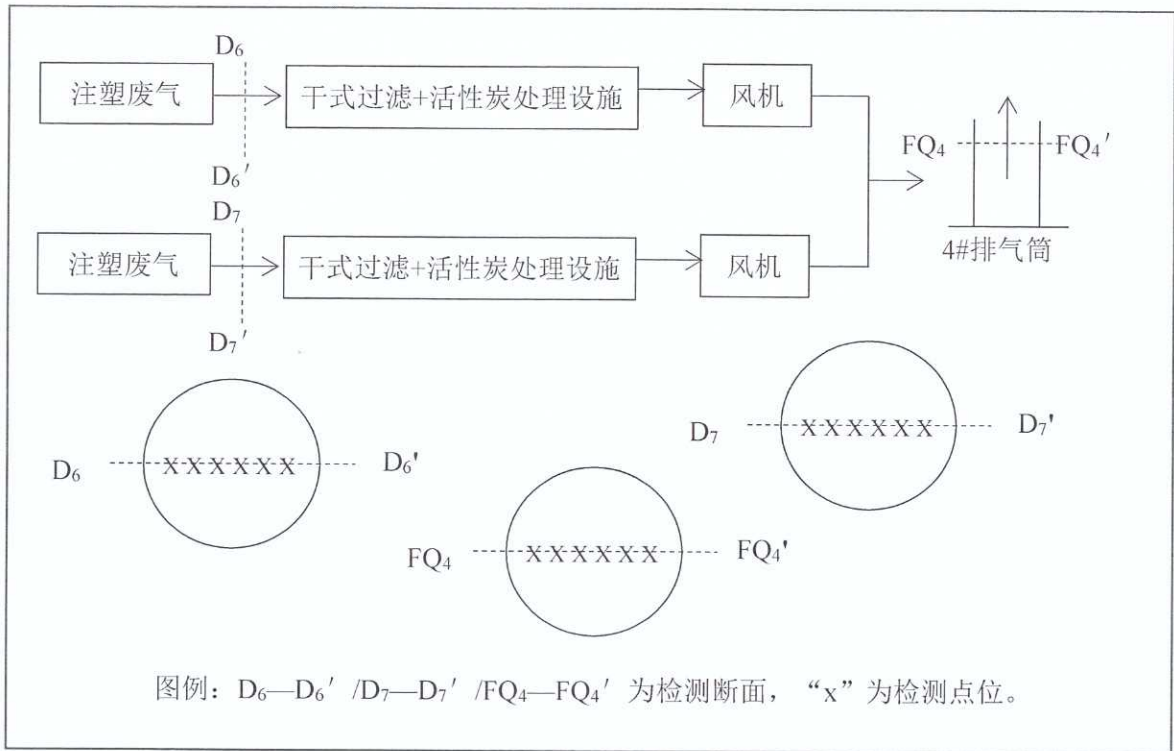 D₆
注塑废气
干式过滤+活性炭处理设施
风机
D₆′
FQ₄
FQ₄′
D₇
注塑废气
干式过滤+活性炭处理设施
风机
4#排气筒
D₇′
D₆
X X X X X X
D₆'
D₇
X X X X X X
D₇'
FQ₄
X X X X X X
FQ₄'
图例：D₆—D₆′ /D₇—D₇′ /FQ₄—FQ₄′ 为检测断面，“x”为检测点位。